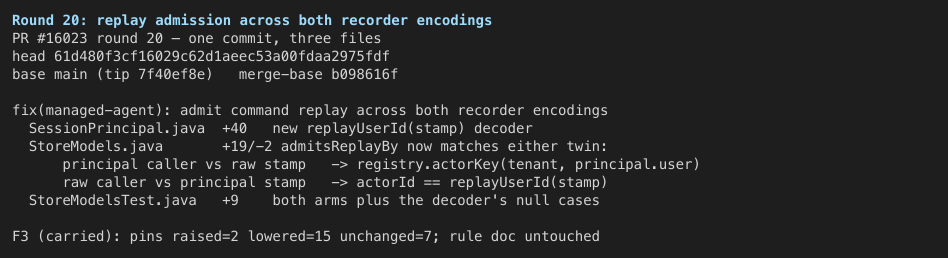 Round 20: replay admission across both recorder encodings
PR #16023 round 20 — one commit, three files
head 61d480f3cf16029c62d1aeec53a00fdaa2975fdf
base main (tip 7f40ef8e)   merge-base b098616f
fix(managed-agent): admit command replay across both recorder encodings
SessionPrincipal.java  +40   new replayUserId(stamp) decoder
StoreModels.java       +19/−2 admitsReplayBy now matches either twin:
principal caller vs raw stamp   -> registry.actorKey(tenant, principal.user)
raw caller vs principal stamp   -> actorId == replayUserId(stamp)
StoreModelsTest.java   +9    both arms plus the decoder's null cases
F3 (carried): pins raised=2 lowered=15 unchanged=7; rule doc untouched